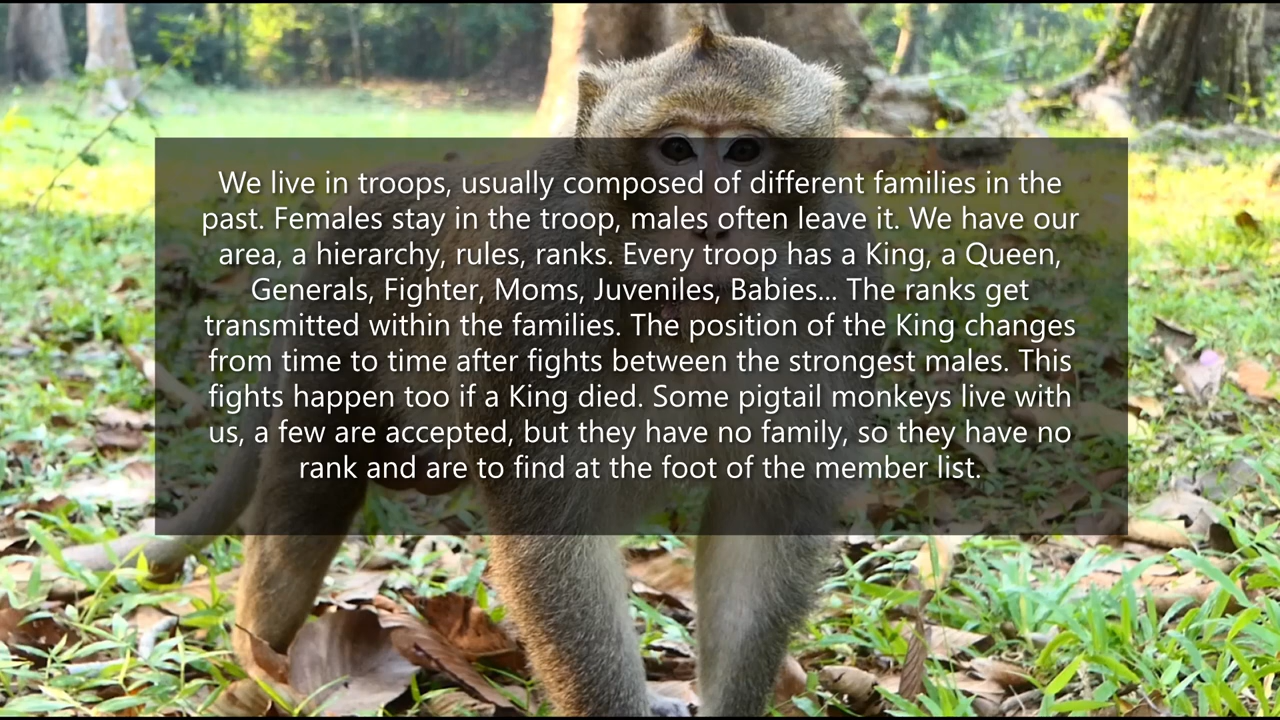 We live in troops, usually composed of different families in the
past. Females stay in the troop, males often leave it. We have our
area, a hierarchy, rules, ranks. Every troop has a King, a Queen,
Generals, Fighter, Moms, Juveniles, Babies... The ranks get
transmitted within the families. The position of the King changes
from time to time after fights between the strongest males. This
fights happen too if a King died. Some pigtail monkeys live with
us, a few are accepted, but they have no family, so they have no
rank and are to find at the foot of the member list.